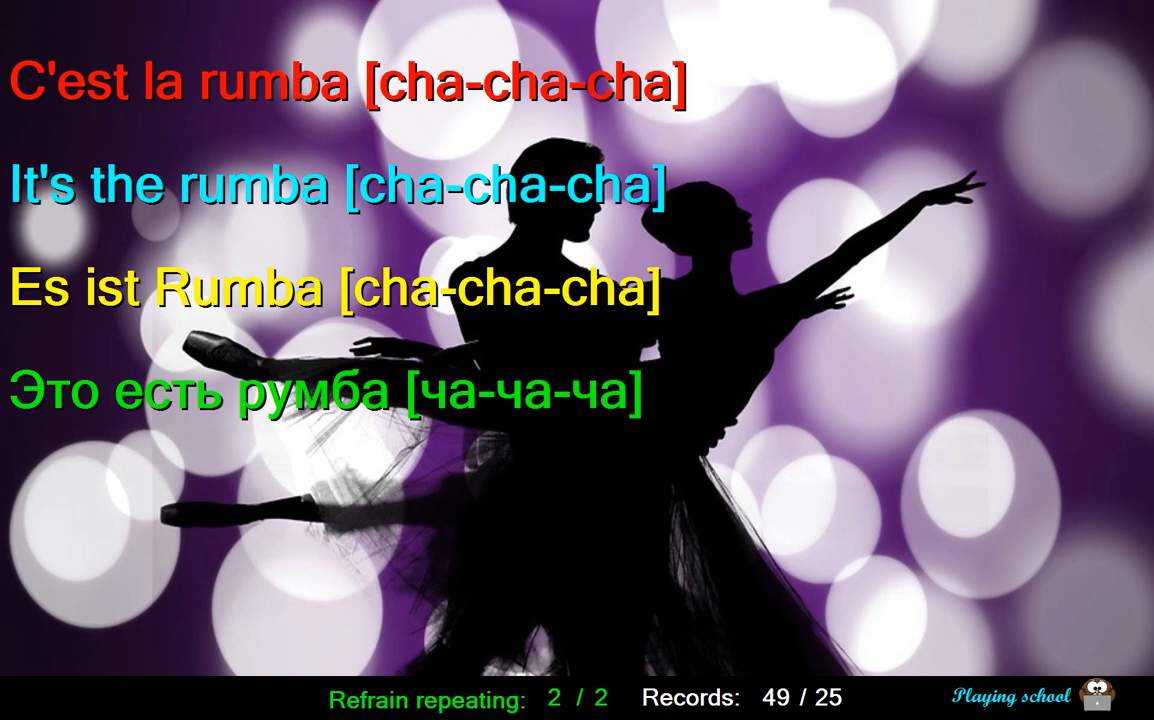 C'est la rumba [cha-cha-cha]
It's the rumba [cha-cha-cha]
Es ist Rumba [cha-cha-cha]
Это есть румба [ча-ча-ча]
Refrain repeating: 2 / 2 Records: 49 / 25 Playing school